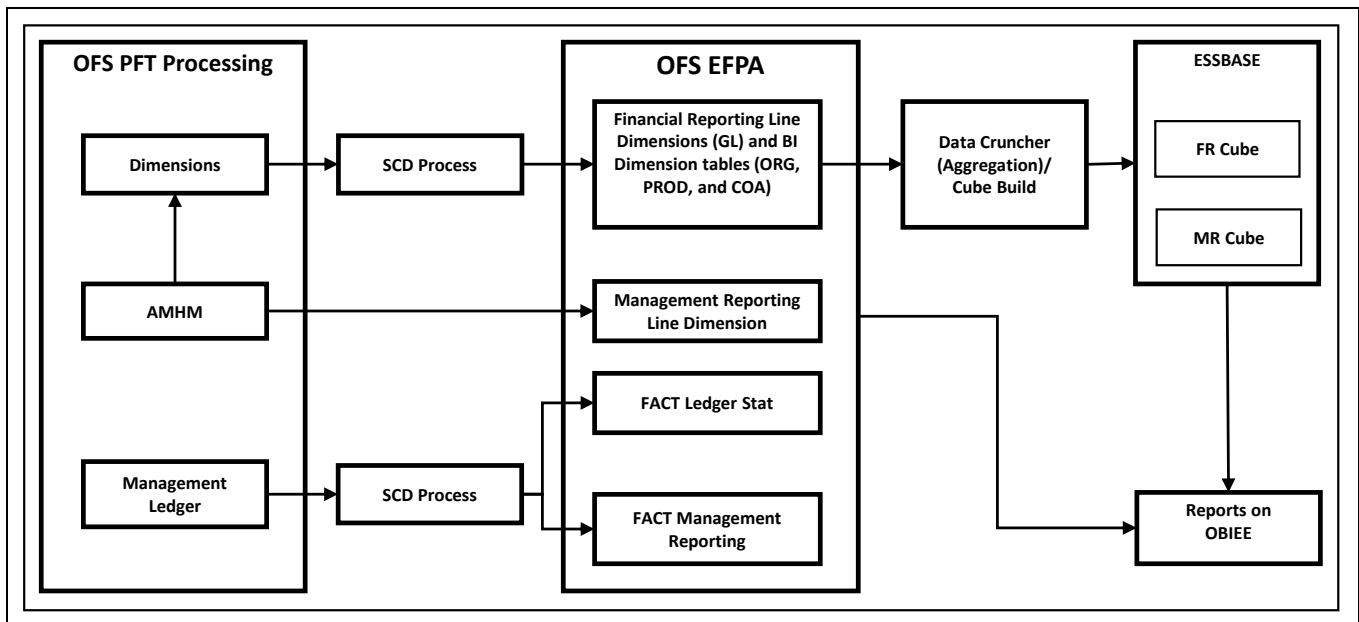 OFS PFT Processing
Dimensions
AMHM
Management
Ledger
SCD Process
SCD Process
OFS EFPA
Financial Reporting Line
Dimensions (GL) and BI
Dimension tables (ORG,
PROD, and COA)
Management Reporting
Line Dimension
FACT Ledger Stat
FACT Management
Reporting
Data Cruncher
(Aggregation)/
Cube Build
ESSBASE
FR Cube
MR Cube
Reports on
OBIEE